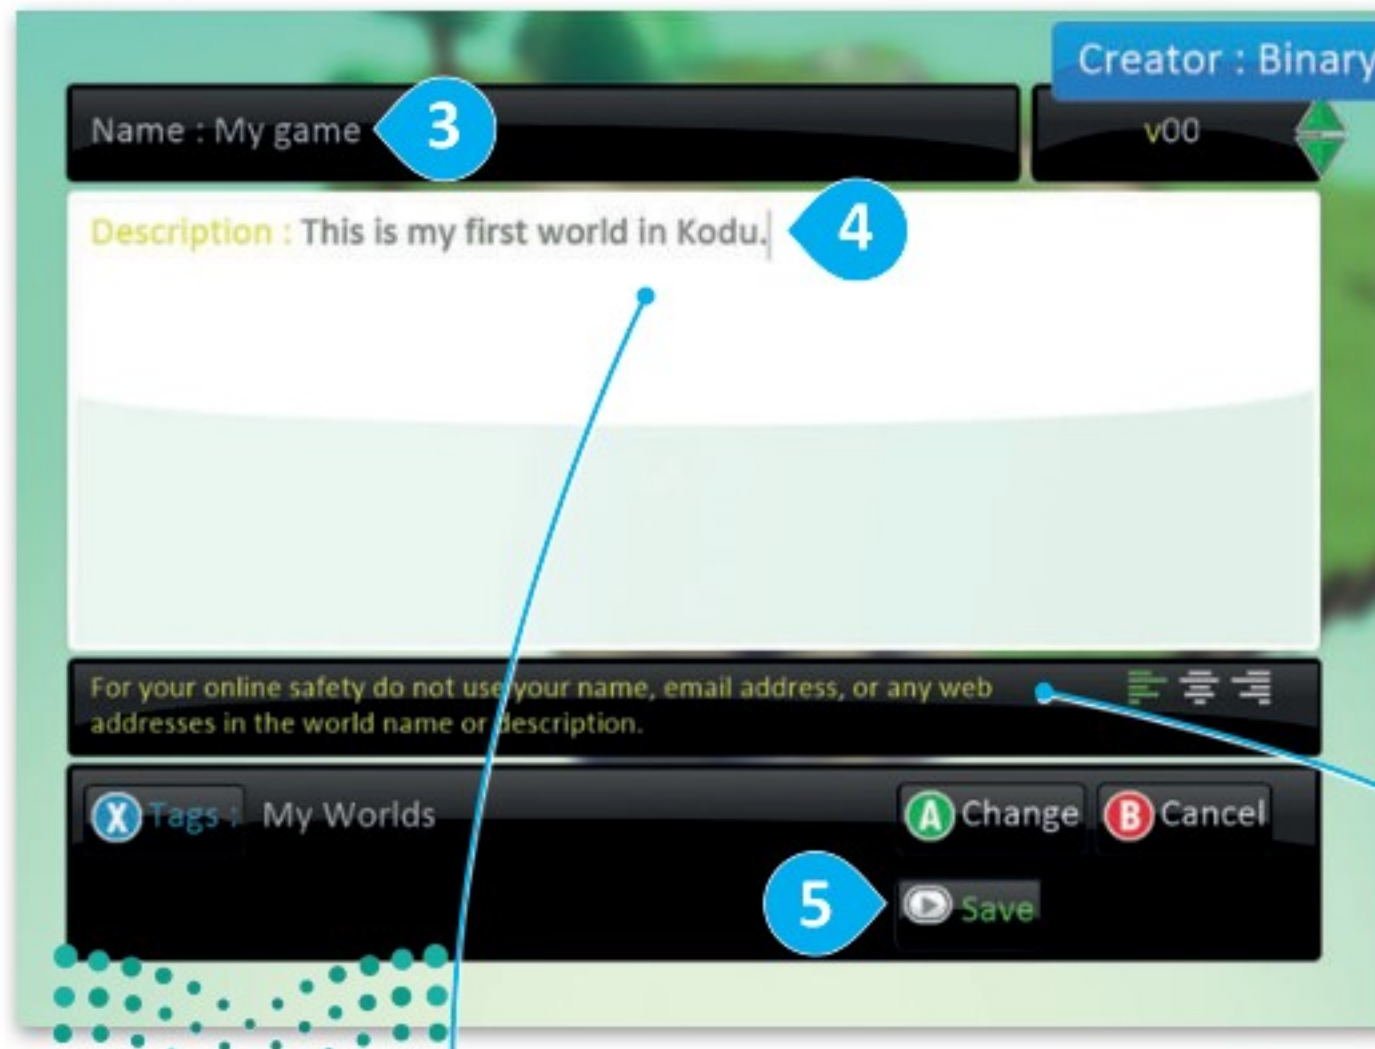 Creator : Binary
Name : My game
3
v00
Description : This is my first world in Kodu.
4
For your online safety do not use your name, email address, or any web
addresses in the world name or description.
X Tags : My Worlds
A Change
B Cancel
5
Save